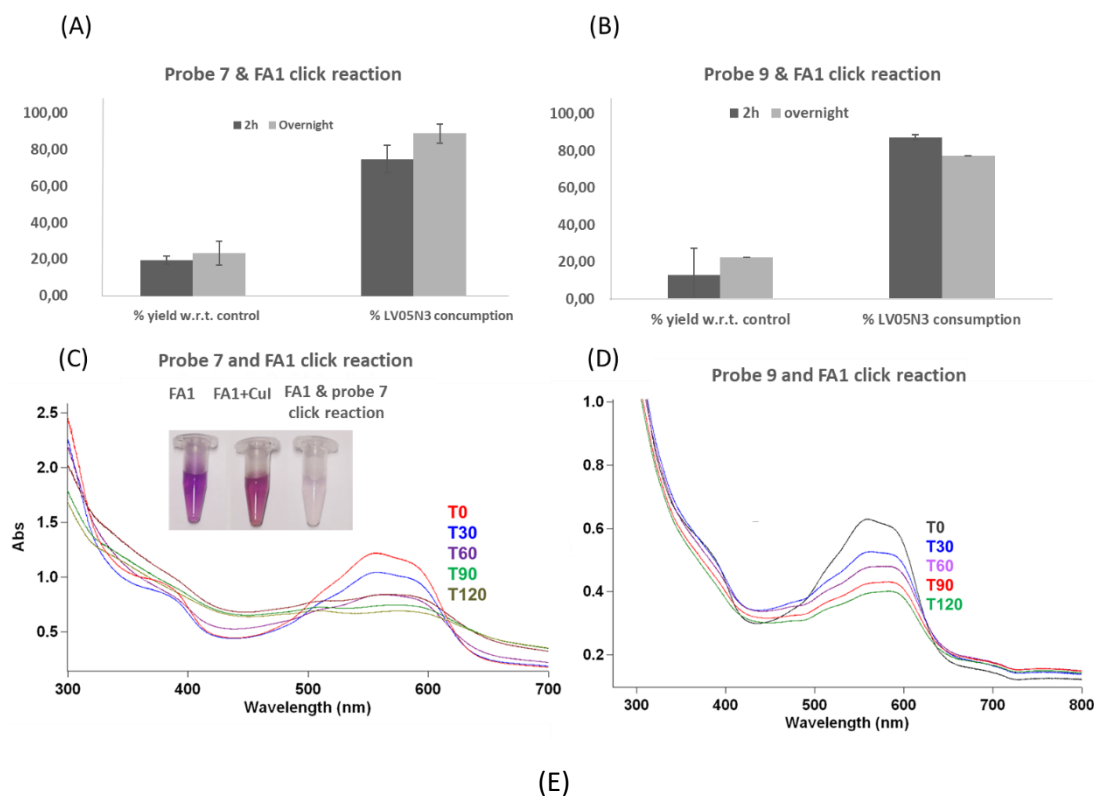 (A)
Probe 7 & FA1 click reaction
100,00
80,00
60,00
40,00
20,00
0,00
2h
Overnight
% yield w.r.t. control
% LV05N3 concumption
(B)
Probe 9 & FA1 click reaction
100,00
80,00
60,00
40,00
20,00
0,00
2h
overnight
% yield w.r.t. control
% LV05N3 consumption
(C)
Probe 7 and FA1 click reaction
FA1
FA1+CuI
FA1 & probe 7
click reaction
2.5
2.0
1.5
1.0
0.5
Abs
T0
T30
T60
T90
T120
300
400
500
600
700
Wavelength (nm)
(D)
Probe 9 and FA1 click reaction
1.0
0.8
0.6
0.4
0.2
T0
T30
T60
T90
T120
300
400
500
600
700
800
Wavelength (nm)
(E)